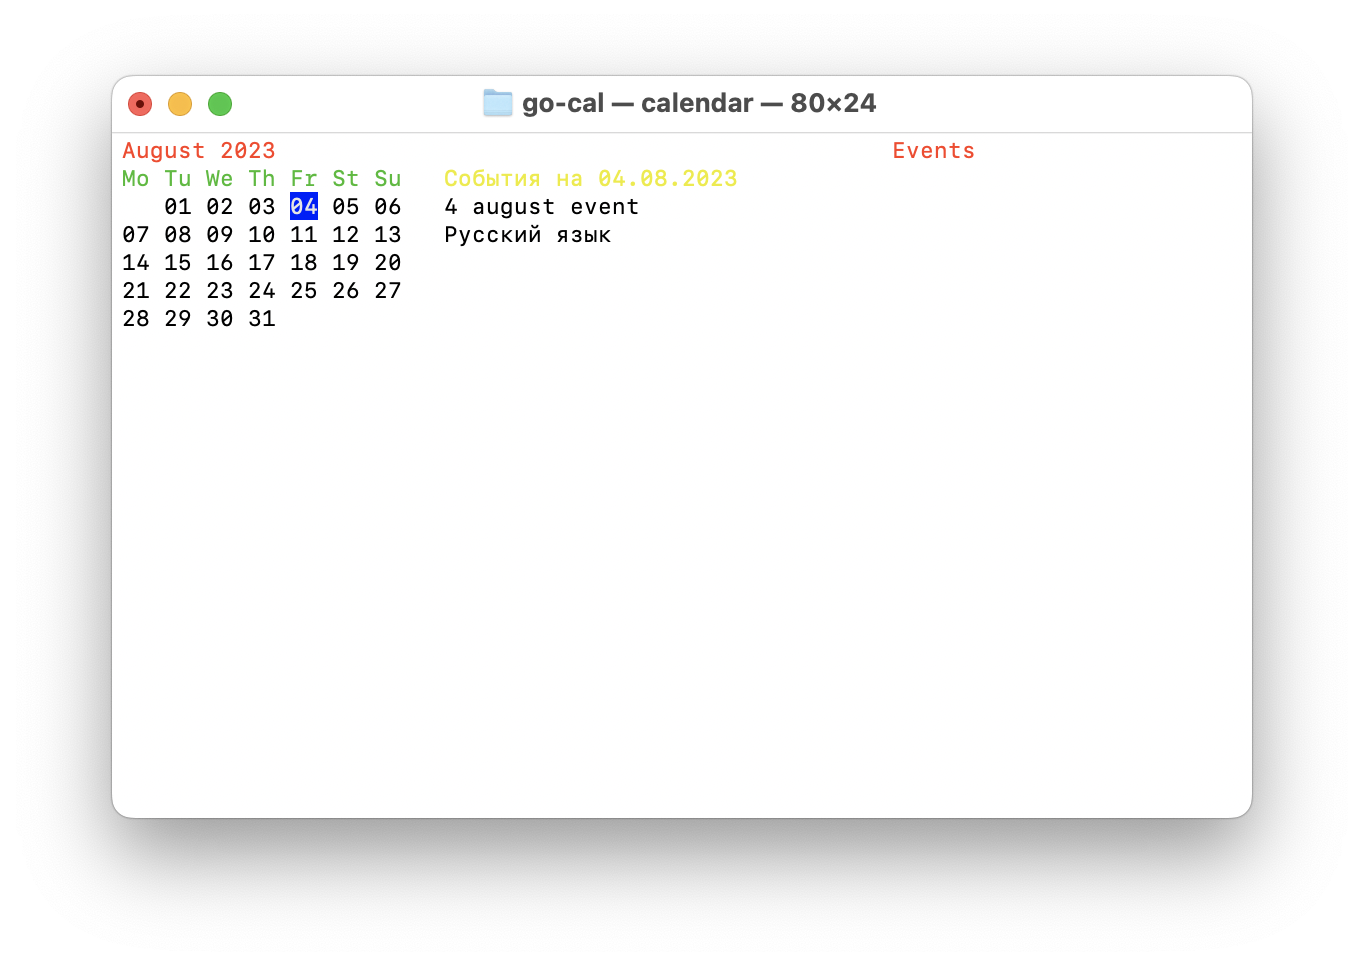 go-cal — calendar — 80×24
August 2023 Events
Mo Tu We Th Fr St Su События на 04.08.2023
01 02 03 04 05 06 4 august event
07 08 09 10 11 12 13 Русский язык
14 15 16 17 18 19 20
21 22 23 24 25 26 27
28 29 30 31